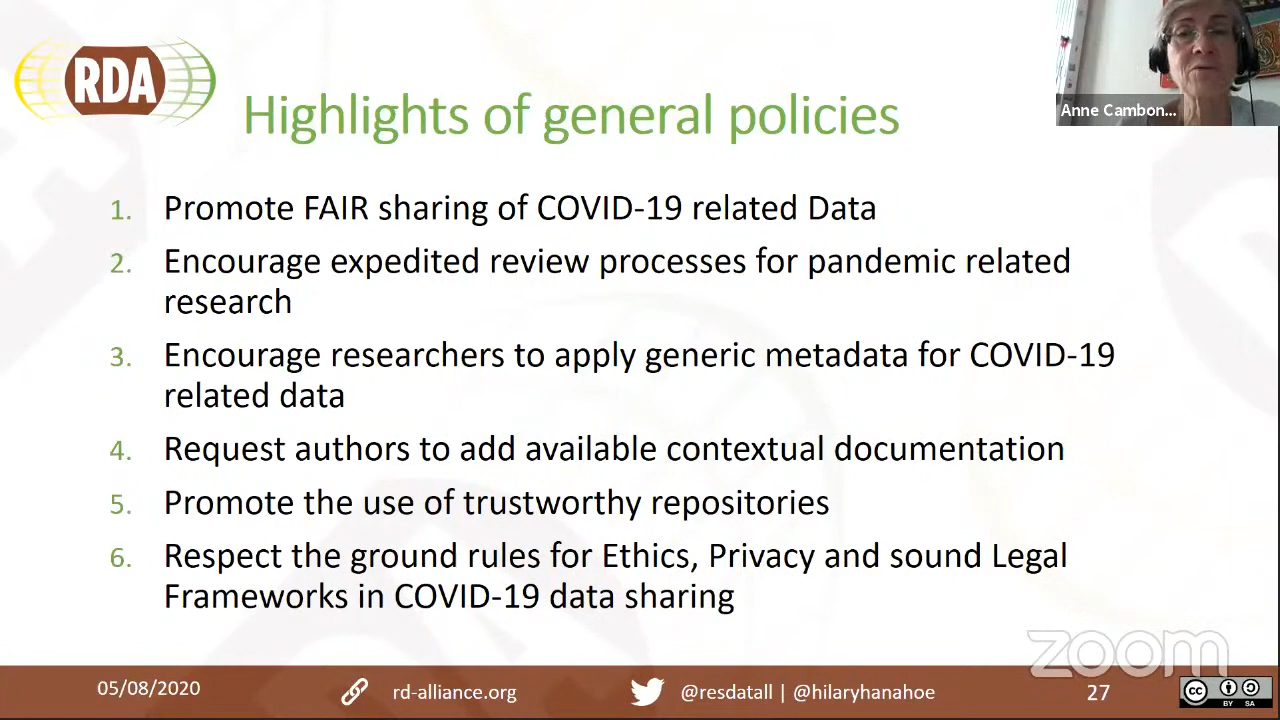 RDA
Highlights of general policies
Anne Cambon...
1. Promote FAIR sharing of COVID-19 related Data
2. Encourage expedited review processes for pandemic related
research
3. Encourage researchers to apply generic metadata for COVID-19
related data
4. Request authors to add available contextual documentation
5. Promote the use of trustworthy repositories
6. Respect the ground rules for Ethics, Privacy and sound Legal
Frameworks in COVID-19 data sharing
zoom
05/08/2020 rd-alliance.org @resdatall | @hilaryhanahoe 27
cc BY SA